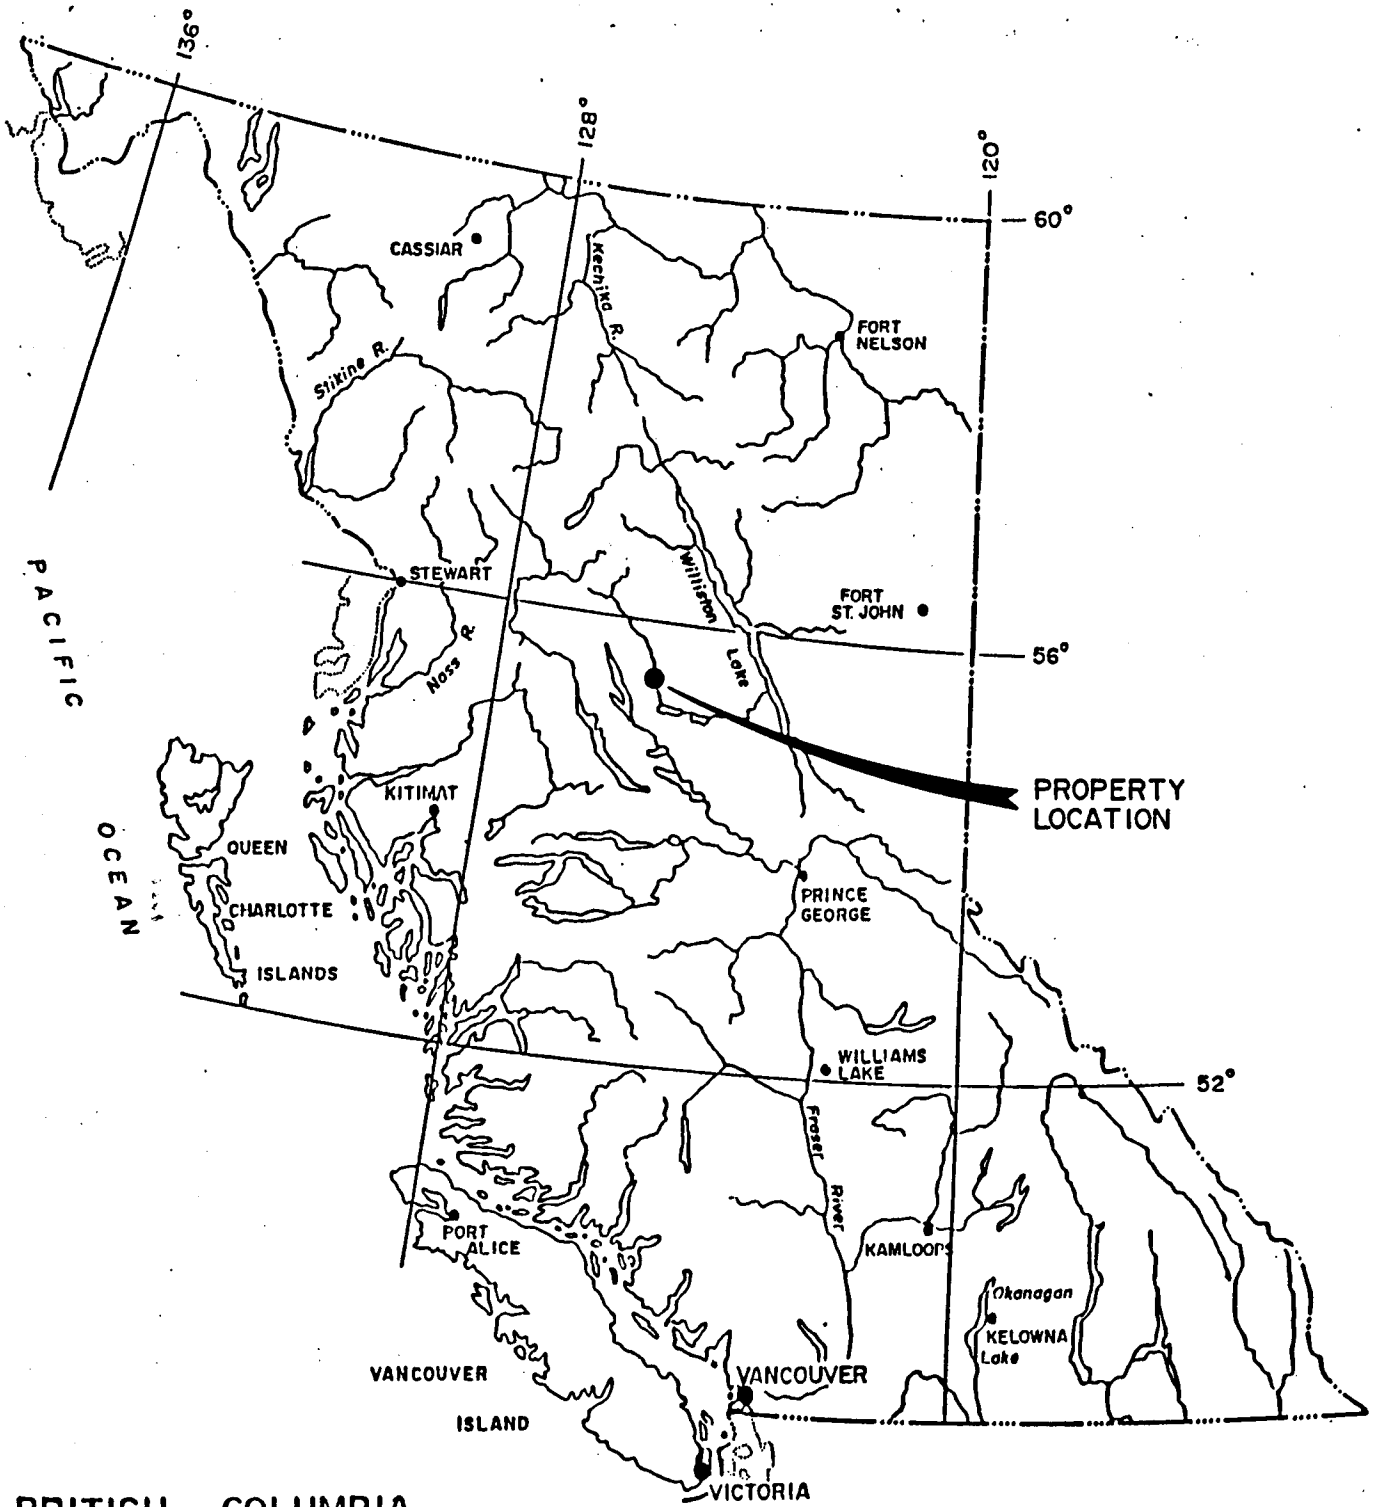 136°
128°
120°
60°
CASSIAR
Kechika R.
FORT
NELSON
Stikine R.
STEWART
Williston
Lake
FORT
ST. JOHN
56°
Nass R.
PACIFIC
OCEAN
PROPERTY
LOCATION
KITIMAT
QUEEN
CHARLOTTE
ISLANDS
PRINCE
GEORGE
WILLIAMS
LAKE
52°
Fraser
River
PORT
ALICE
KAMLOOPS
Okanagan
KELOWNA
Lake
VANCOUVER
ISLAND
VANCOUVER
VICTORIA
BRITISH COLUMBIA